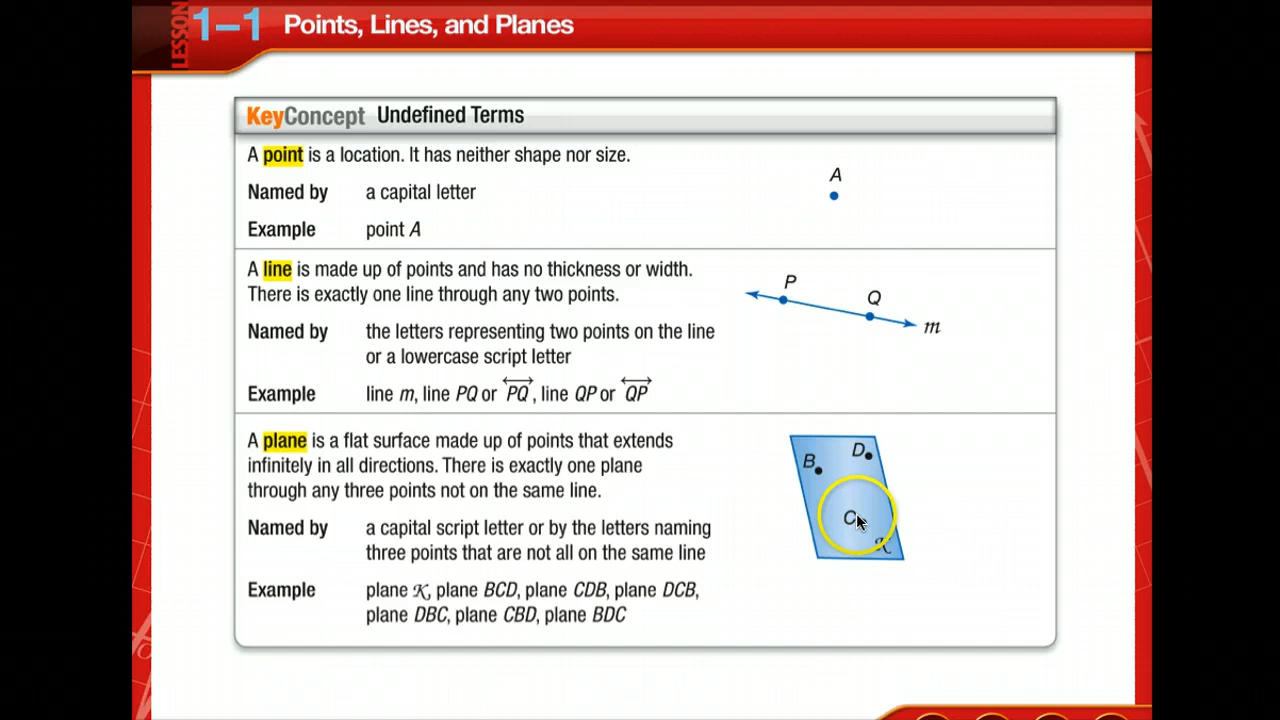 LESSON 1–1 Points, Lines, and Planes
KeyConcept Undefined Terms
A point is a location. It has neither shape nor size.
Named by a capital letter
Example point A
A
A line is made up of points and has no thickness or width.
There is exactly one line through any two points.
Named by the letters representing two points on the line
or a lowercase script letter
Example line m, line PQ or PQ, line QP or QP
P
Q
m
A plane is a flat surface made up of points that extends
infinitely in all directions. There is exactly one plane
through any three points not on the same line.
Named by a capital script letter or by the letters naming
three points that are not all on the same line
Example plane K, plane BCD, plane CDB, plane DCB,
plane DBC, plane CBD, plane BDC
B
D
C
K